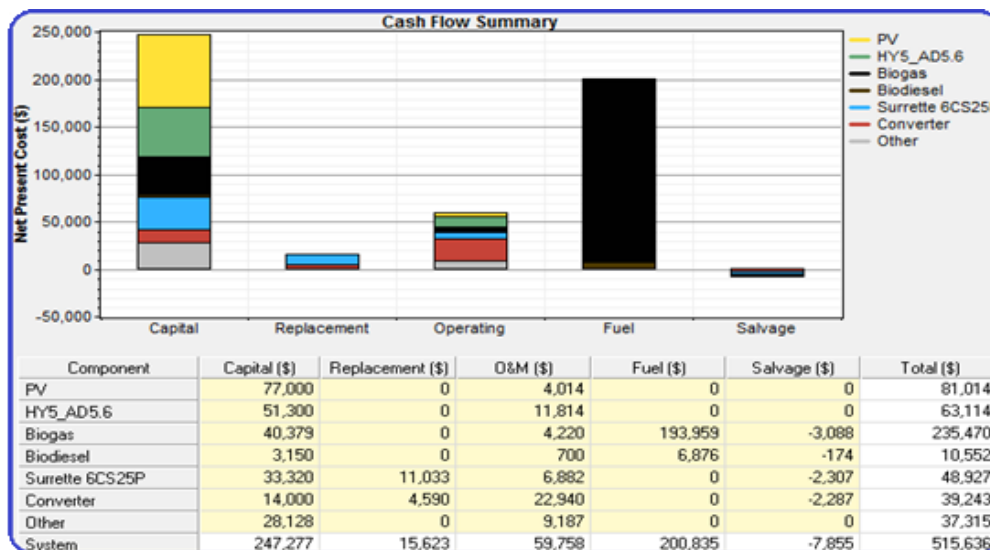 Cash Flow Summary
250,000
200,000
150,000
100,000
50,000
0
-50,000
Net Present Cost ($)
Capital Replacement Operating Fuel Salvage
PV
HY5_AD5.6
Biogas
Biodiesel
Surrette 6CS25
Converter
Other
Component Capital ($) Replacement ($) O&M ($) Fuel ($) Salvage ($) Total ($)
PV 77,000 0 4,014 0 0 81,014
HY5_AD5.6 51,300 0 11,814 0 0 63,114
Biogas 40,379 0 4,220 193,959 -3,088 235,470
Biodiesel 3,150 0 700 6,876 -174 10,552
Surrette 6CS25P 33,320 11,033 6,882 0 -2,307 48,927
Converter 14,000 4,590 22,940 0 -2,287 39,243
Other 28,128 0 9,187 0 0 37,315
System 247,277 15,623 59,758 200,835 -7,855 515,636